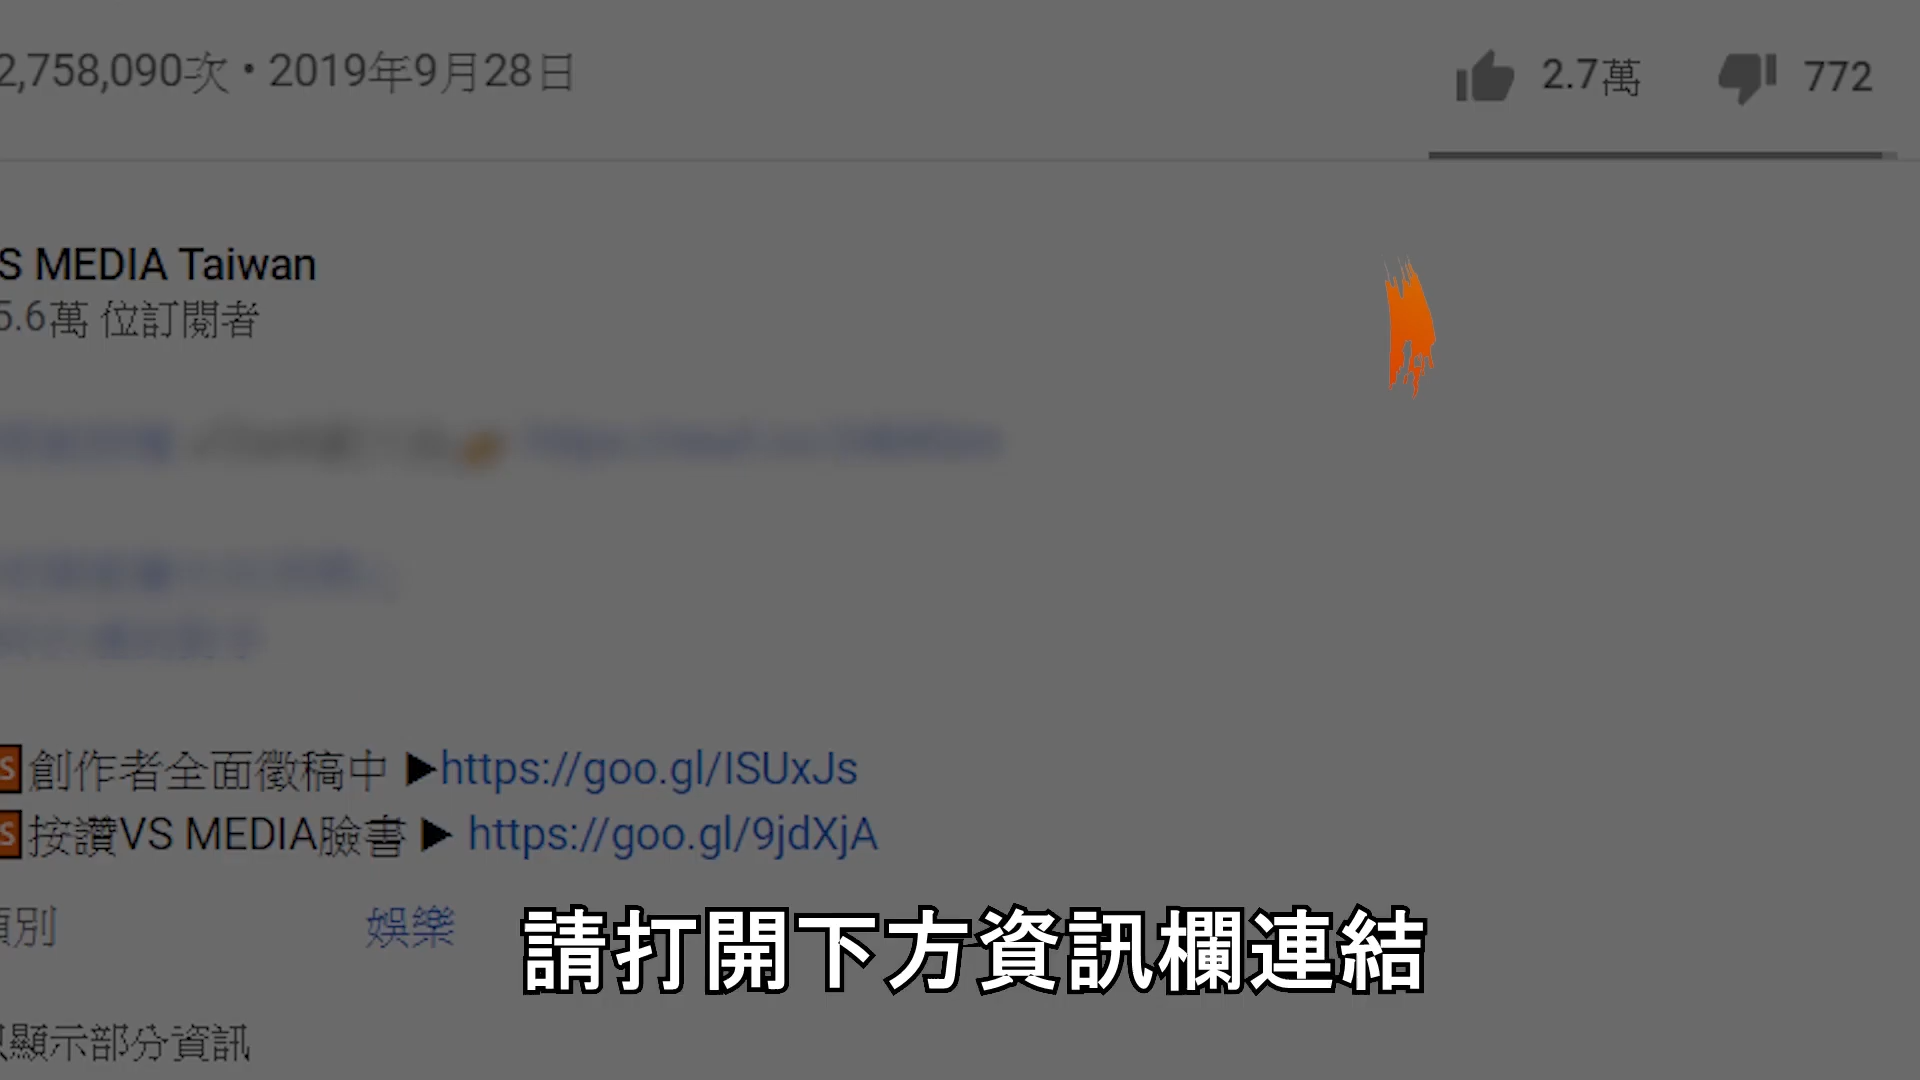 2,758,090次 • 2019年9月28日
2.7萬
772
S MEDIA Taiwan
5.6萬 位訂閱者
S創作者全面徵稿中 ▶https://goo.gl/ISUxJs
S按讚VS MEDIA臉書 ▶ https://goo.gl/9jdXjA
類別 娛樂
請打開下方資訊欄連結
只顯示部分資訊